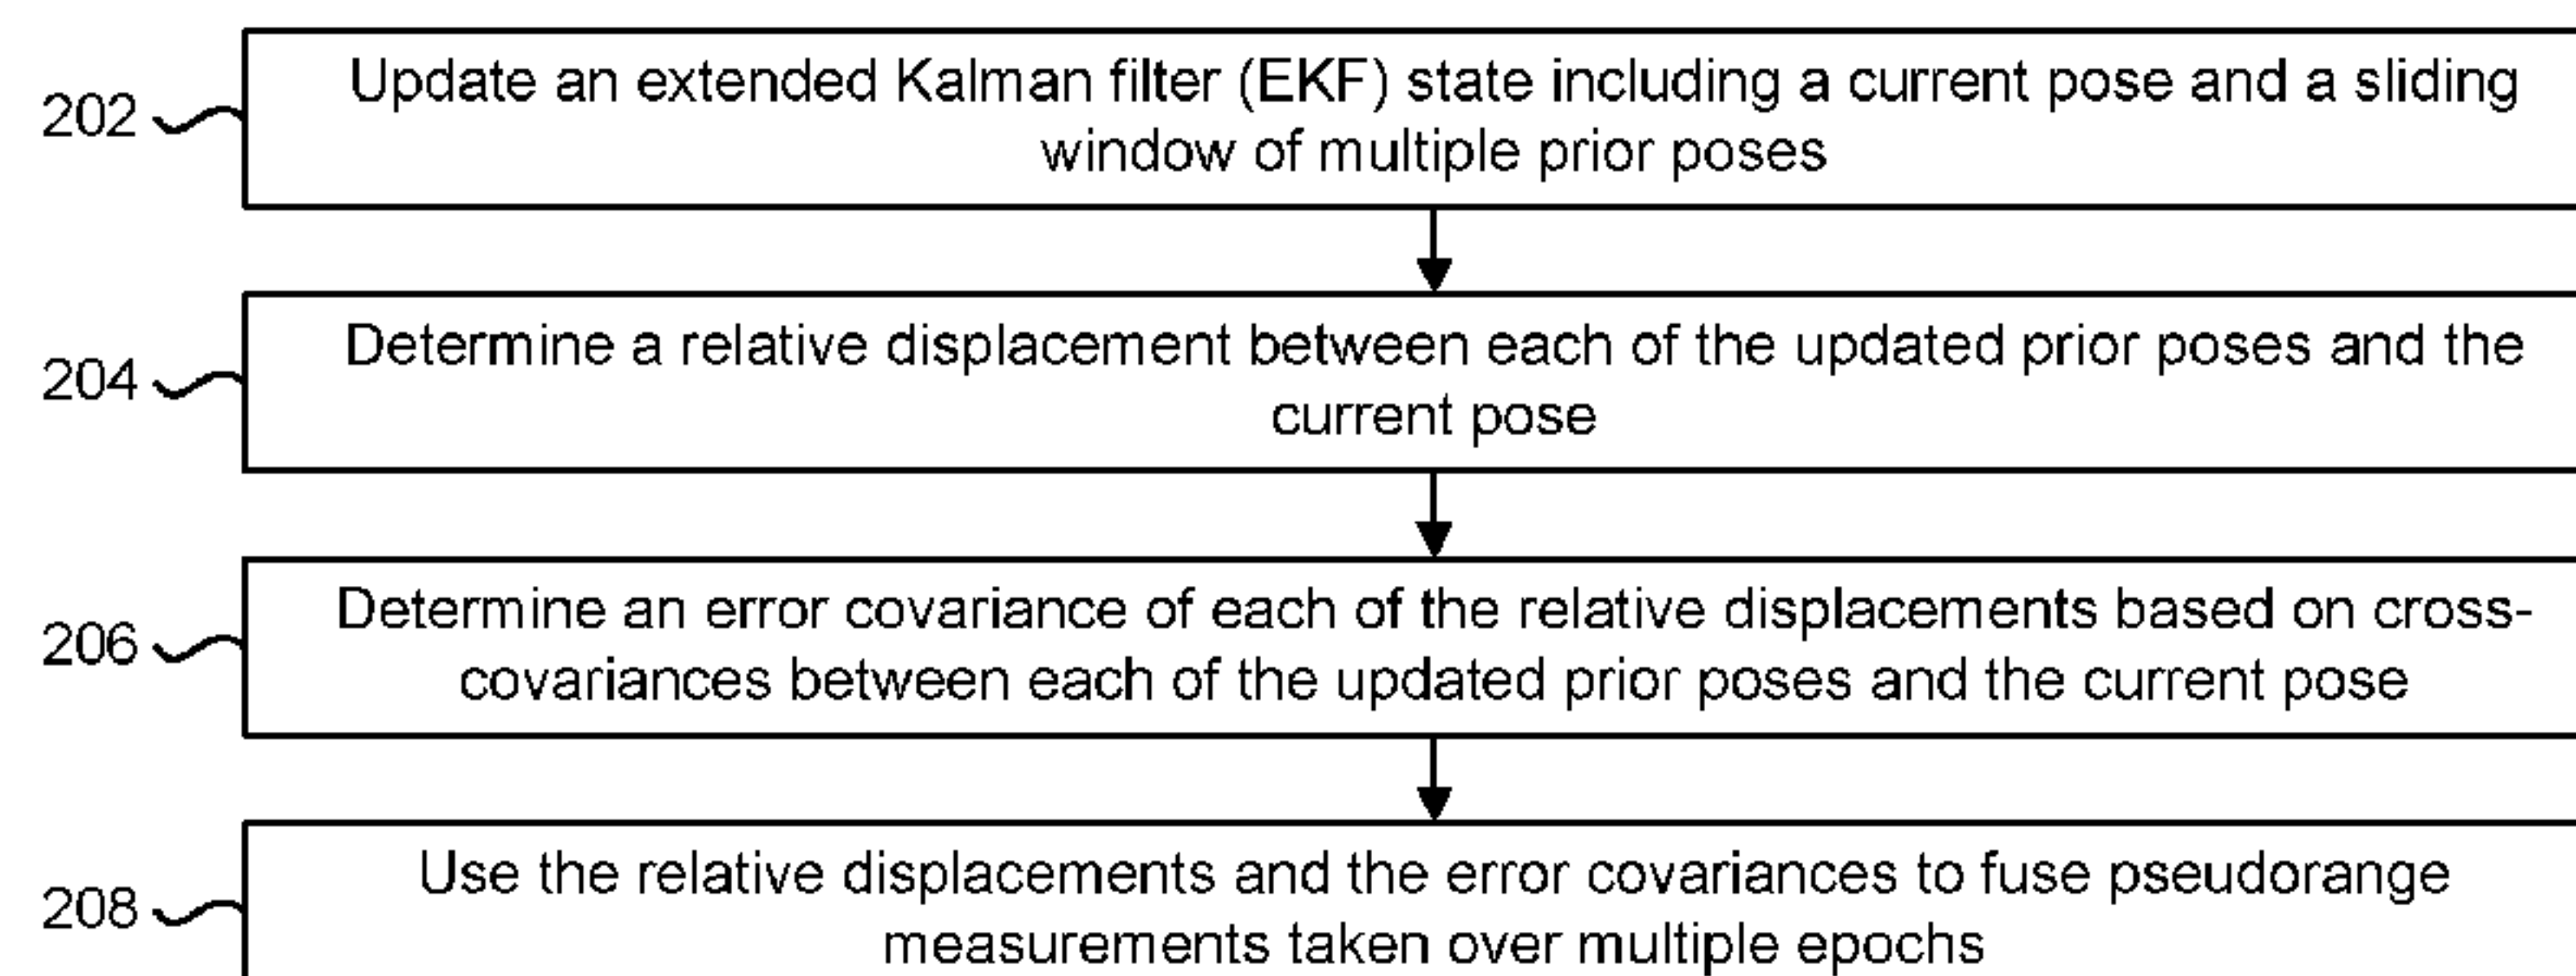 202
Update an extended Kalman filter (EKF) state including a current pose and a sliding
window of multiple prior poses
204
Determine a relative displacement between each of the updated prior poses and the
current pose
206
Determine an error covariance of each of the relative displacements based on cross-
covariances between each of the updated prior poses and the current pose
208
Use the relative displacements and the error covariances to fuse pseudorange
measurements taken over multiple epochs